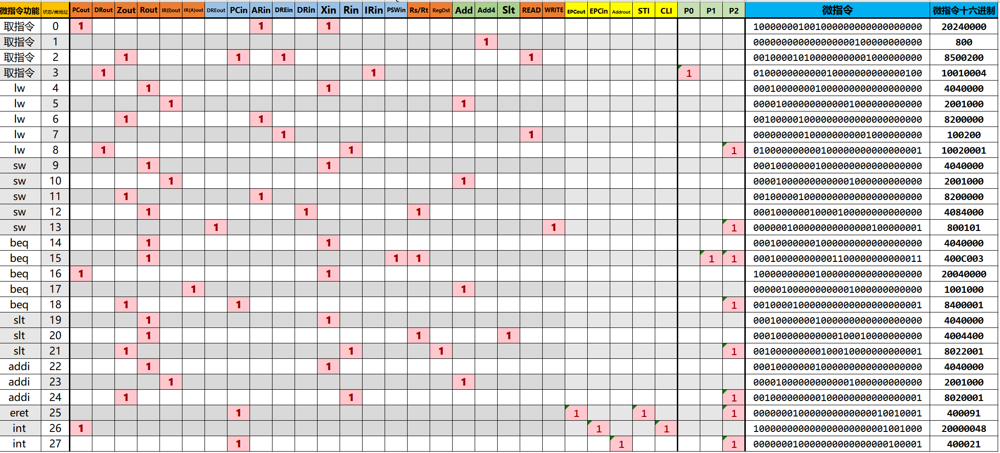 微指令功能 状态/微地址 PCout DRout Zout Rout IR(I)out IR(A)out DREout PCin ARin DREin DRin Xin Rin IRin PSWin Rs/Rt RegDst Add Add4 Slt READ WRITE EPCout EPCin Addrout STI CLI P0 P1 P2 微指令 微指令十六进制
取指令 0 1 1 1 100000001001000000000000000000 20240000
取指令 1 1 000000000000000000100000000000 800
取指令 2 1 1 1 1 001000010100000000001000000000 8500200
取指令 3 1 1 1 010000000000010000000000000100 10010004
lw 4 1 1 000100000001000000000000000000 4040000
lw 5 1 1 000010000000000001000000000000 2001000
lw 6 1 1 001000001000000000000000000000 8200000
lw 7 1 1 000000000100000000001000000000 100200
lw 8 1 1 1 010000000000100000000000000001 10020001
sw 9 1 1 000100000001000000000000000000 4040000
sw 10 1 1 000010000000000001000000000000 2001000
sw 11 1 1 001000001000000000000000000000 8200000
sw 12 1 1 1 000100000010000100000000000000 4084000
sw 13 1 1 1 000000100000000000000100000001 800101
beq 14 1 1 000100000001000000000000000000 4040000
beq 15 1 1 1 1 1 000100000000001100000000000011 400C003
beq 16 1 1 100000000001000000000000000000 20040000
beq 17 1 1 000001000000000001000000000000 1001000
beq 18 1 1 1 001000010000000000000000000001 8400001
slt 19 1 1 000100000001000000000000000000 4040000
slt 20 1 1 1 000100000000000100010000000000 4004400
slt 21 1 1 1 1 001000000000100010000000000001 8022001
addi 22 1 1 000100000001000000000000000000 4040000
addi 23 1 1 000010000000000001000000000000 2001000
addi 24 1 1 1 001000000000100000000000000001 8020001
eret 25 1 1 1 1 000000010000000000000010010001 400091
int 26 1 1 1 100000000000000000000001001000 20000048
int 27 1 1 1 000000010000000000000000100001 400021